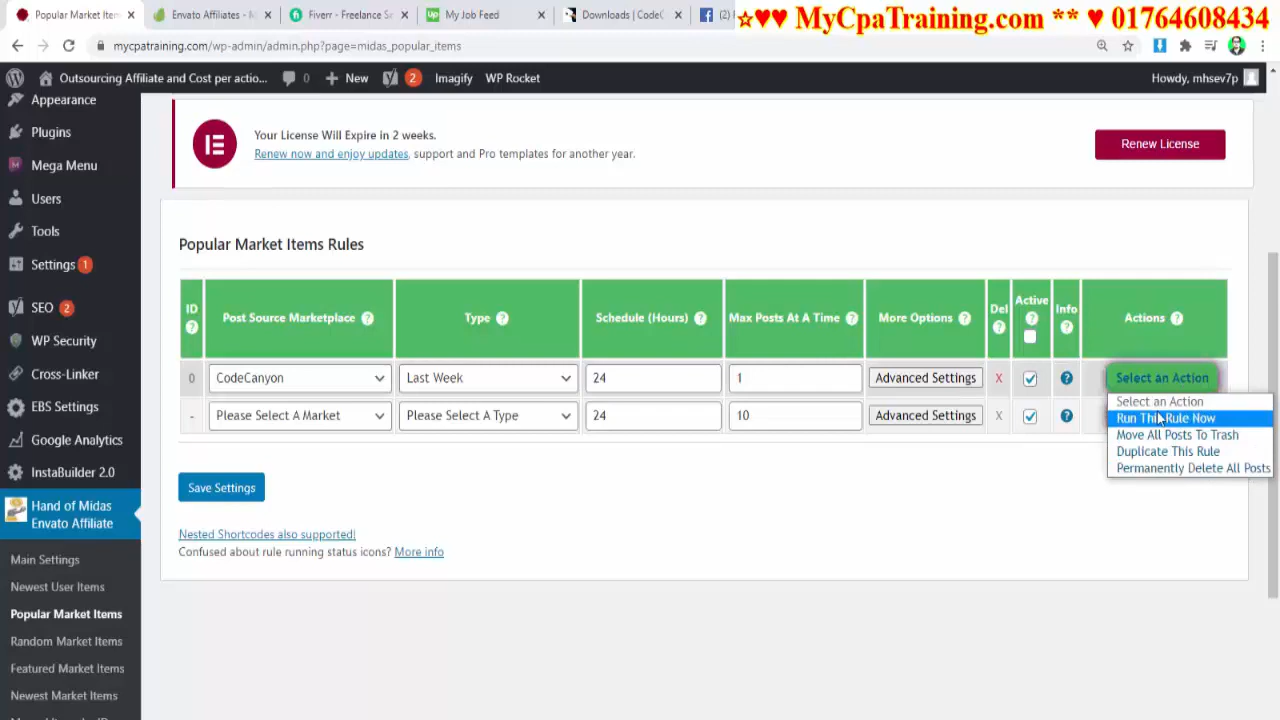 Popular Market Item
Envato Affiliates - M
Fiverr - Freelance Se
My Job Feed
Downloads | CodeC
☆♥♥ MyCpaTraining.com ** ♥ 01764608434
mycpatraining.com/wp-admin/admin.php?page=midas_popular_items
Outsourcing Affiliate and Cost per actio...
0
New
2
Imagify
WP Rocket
Howdy, mhsev7p
Appearance
Plugins
Mega Menu
Users
Tools
Settings 1
SEO 2
WP Security
Cross-Linker
EBS Settings
Google Analytics
InstaBuilder 2.0
Hand of Midas
Envato Affiliate
Main Settings
Newest User Items
Popular Market Items
Random Market Items
Featured Market Items
Newest Market Items
Your License Will Expire in 2 weeks.
Renew now and enjoy updates, support and Pro templates for another year.
Renew License
Popular Market Items Rules
ID
Post Source Marketplace
Type
Schedule (Hours)
Max Posts At A Time
More Options
Del
Active
Info
Actions
0
CodeCanyon
Last Week
24
1
Advanced Settings
X
Select an Action
-
Please Select A Market
Please Select A Type
24
10
Advanced Settings
X
Select an Action
Run This Rule Now
Move All Posts To Trash
Duplicate This Rule
Permanently Delete All Posts
Save Settings
Nested Shortcodes also supported!
Confused about rule running status icons? More info